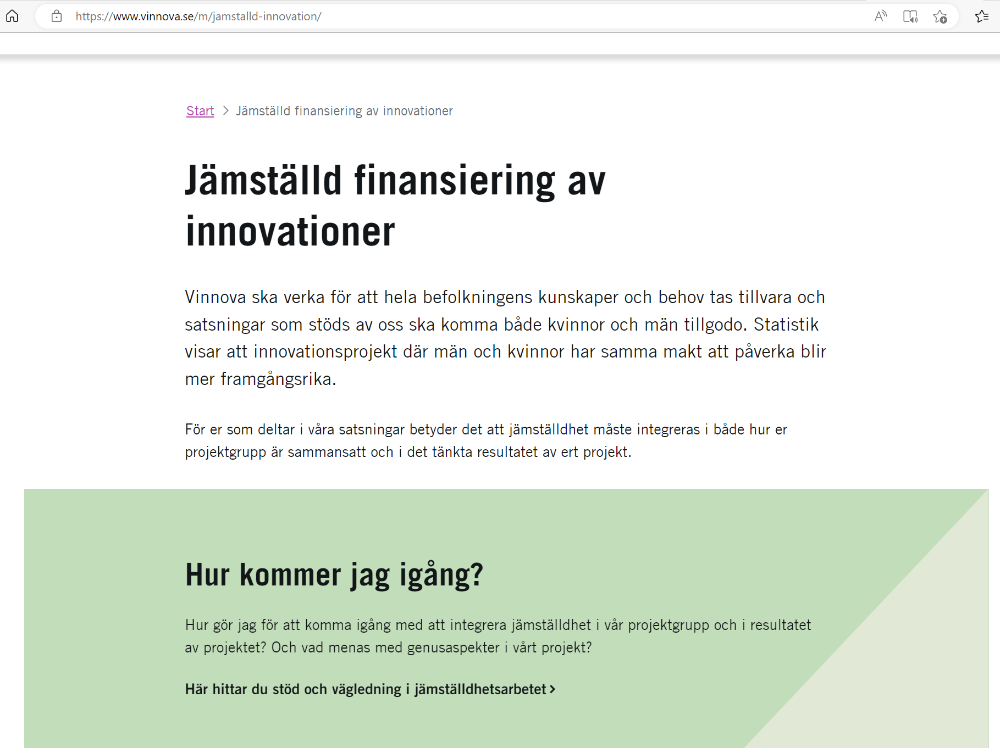 https://www.vinnova.se/m/jamstalld-innovation/
Start > Jämställd finansiering av innovationer
Jämställd finansiering av
innovationer
Vinnova ska verka för att hela befolkningens kunskaper och behov tas tillvara och
satsningar som stöds av oss ska komma både kvinnor och män tillgodo. Statistik
visar att innovationsprojekt där män och kvinnor har samma makt att påverka blir
mer framgångsrika.
För er som deltar i våra satsningar betyder det att jämställdhet måste integreras i både hur er
projektgrupp är sammansatt och i det tänkta resultatet av ert projekt.
Hur kommer jag igång?
Hur gör jag för att komma igång med att integrera jämställdhet i vår projektgrupp och i resultatet
av projektet? Och vad menas med genusaspekter i vårt projekt?
Här hittar du stöd och vägledning i jämställdhetsarbetet >